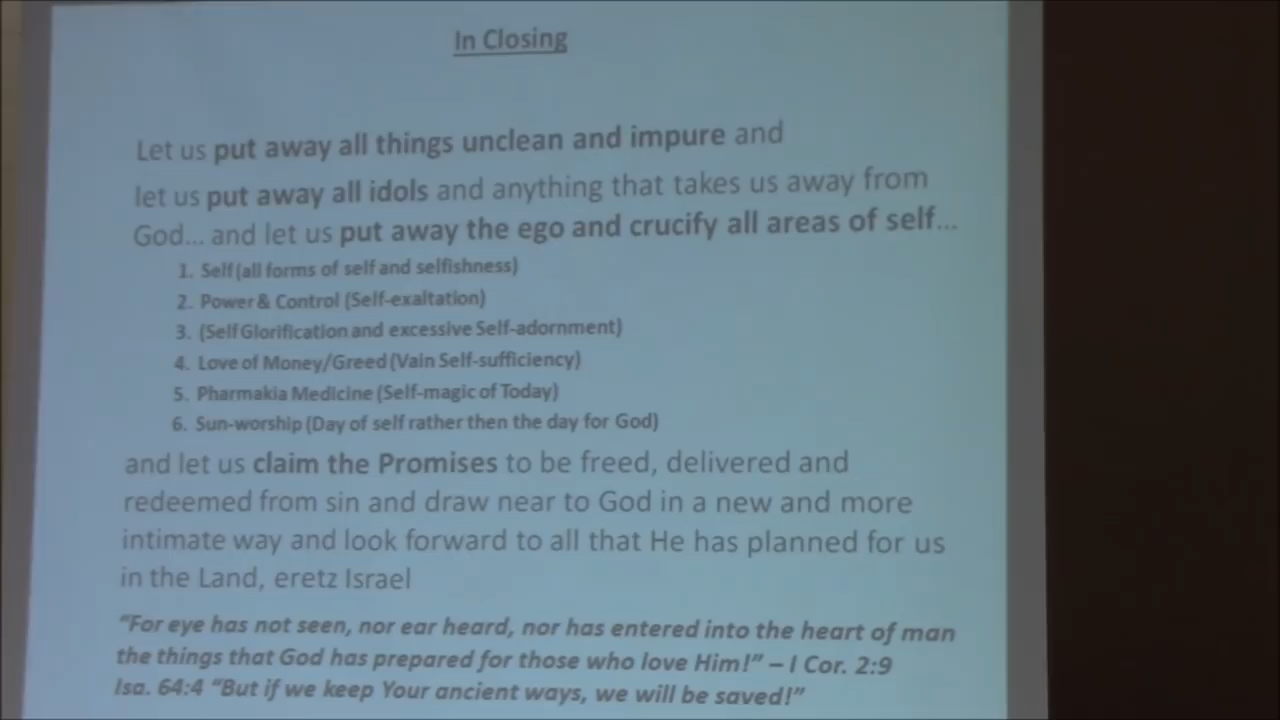 In Closing
Let us put away all things unclean and impure and
let us put away all idols and anything that takes us away from
God... and let us put away the ego and crucify all areas of self...
1. Self(all forms of self and selfishness)
2. Power & Control (Self-exaltation)
3. (Self Glorification and excessive Self-adornment)
4. Love of Money/Greed (Vain Self-sufficiency)
5. Pharmakia Medicine (Self-magic of Today)
6. Sun-worship (Day of self rather then the day for God)
and let us claim the Promises to be freed, delivered and
redeemed from sin and draw near to God in a new and more
intimate way and look forward to all that He has planned for us
in the Land, eretz Israel
"For eye has not seen, nor ear heard, nor has entered into the heart of man
the things that God has prepared for those who love Him!" – I Cor. 2:9
Isa. 64:4 "But if we keep Your ancient ways, we will be saved!"